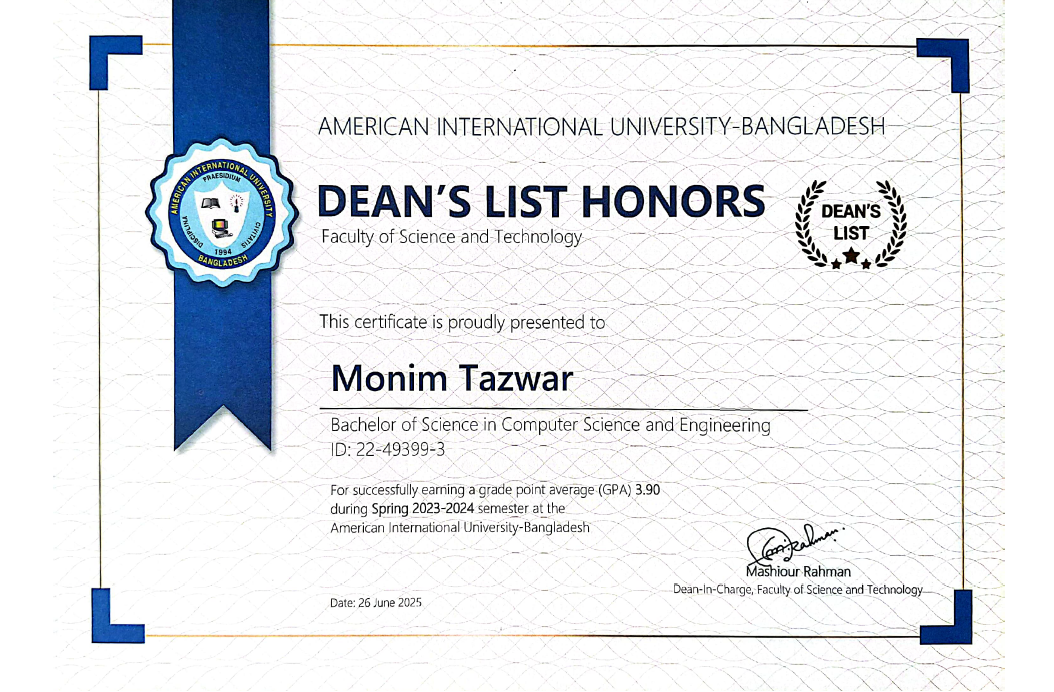 AMERICAN INTERNATIONAL UNIVERSITY-BANGLADESH
AMERICAN INTERNATIONAL UNIVERSITY
PRAESIDIUM
DISCIPLINA
CIVITATIS
1994
BANGLADESH
DEAN'S LIST HONORS
Faculty of Science and Technology
DEAN'S
LIST
This certificate is proudly presented to
Monim Tazwar
Bachelor of Science in Computer Science and Engineering
ID: 22-49399-3
For successfully earning a grade point average (GPA) 3.90
during Spring 2023-2024 semester at the
American International University-Bangladesh
Mashiour Rahman
Dean-In-Charge, Faculty of Science and Technology
Date: 26 June 2025